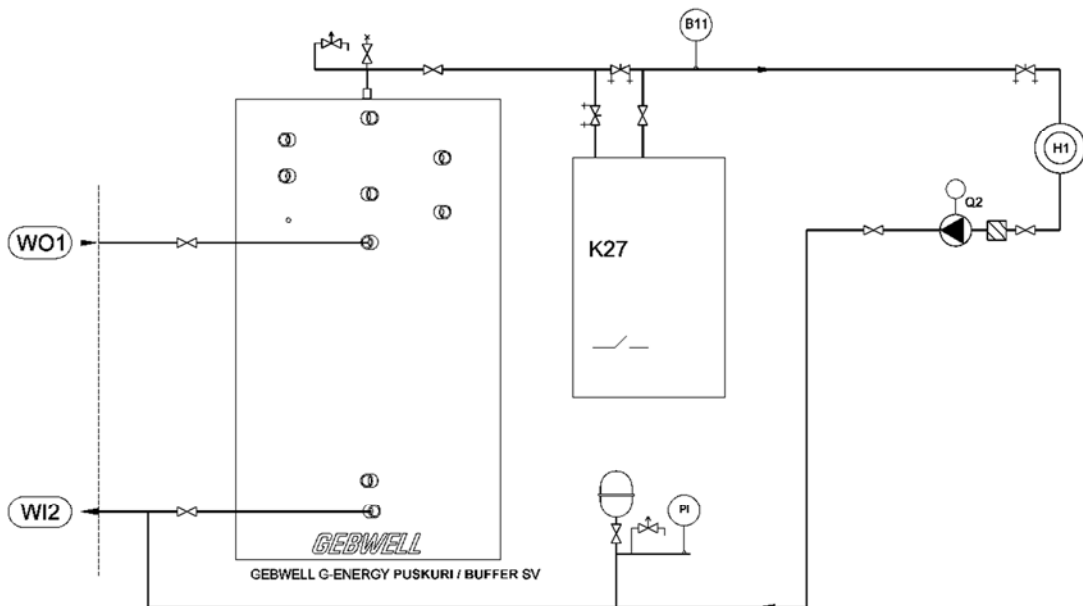 B11
H1
Q2
WO1
K27
WI2
PI
GEBWELL
GEBWELL G-ENERGY PUSKURI / BUFFER SV